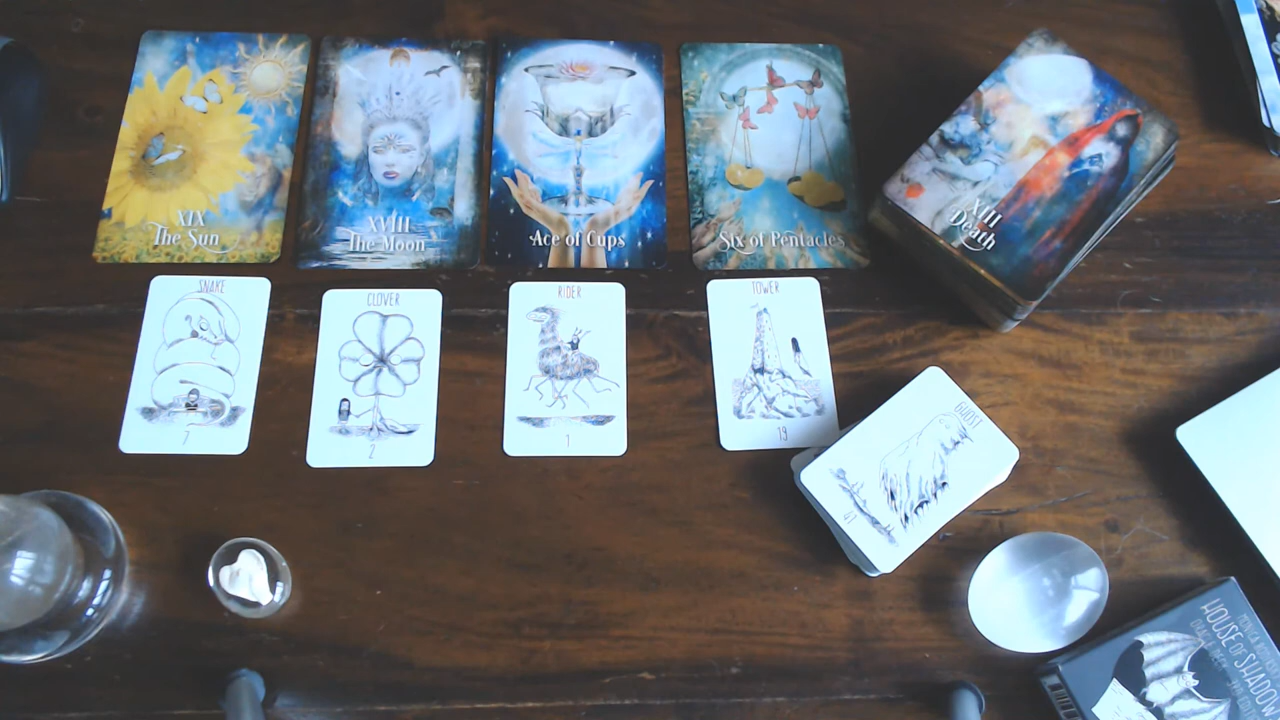 XIX
The Sun
XVIII
The Moon
Ace of Cups
Six of Pentacles
XIII
Death
SNAKE
7
CLOVER
2
RIDER
1
TOWER
19
GHOST
41
HOUSE OF SHADOW